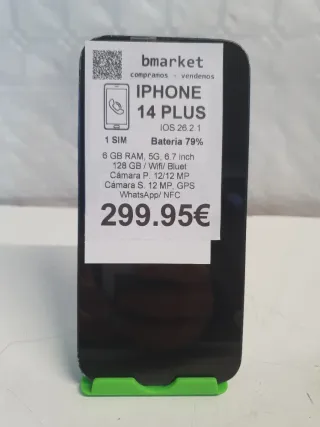 bmarket
compramos - vendemos
IPHONE
14 PLUS
iOS 26.2.1
1 SIM
Bateria 79%
6 GB RAM, 5G, 6.7 inch
128 GB / Wifi/ Bluet
Cámara P. 12/12 MP
Cámara S. 12 MP, GPS
WhatsApp/ NFC
299.95€